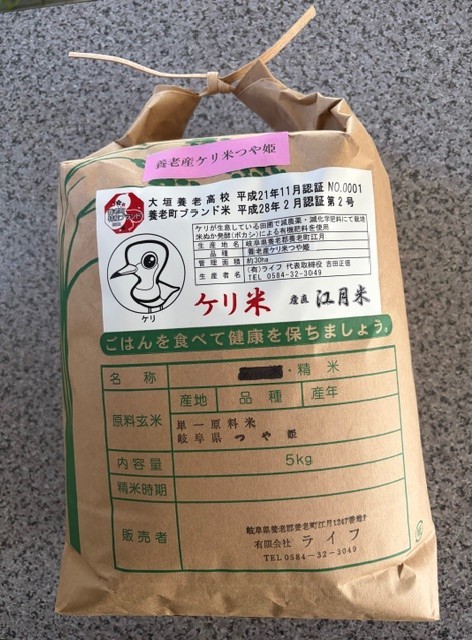 養老産ケリ米つや姫
大垣養老高校 平成21年11月認証 NO.0001
養老町ブランド米 平成28年2月認証第2号
ケリが生息している田園で減農薬・減化学肥料にて栽培
米ぬか発酵(ボカシ)による有機肥料を使用
生産地名 岐阜県養老郡養老町江月
品種 養老産ケリ米つや姫
管理面積 約30ha
生産者名 (有)ライフ 代表取締役 吉田正信
TEL 0584-32-3049
ケリ
ケリ米 産直 江月米
ごはんを食べて健康を保ちましょう。
名称 ・精米
原料玄米 産地 品種 産年
単一原料米
岐阜県 つや姫
内容量 5kg
精米時期
販売者
岐阜県養老郡養老町江月1247番地
有限会社 ライフ
TEL0584-32-3049